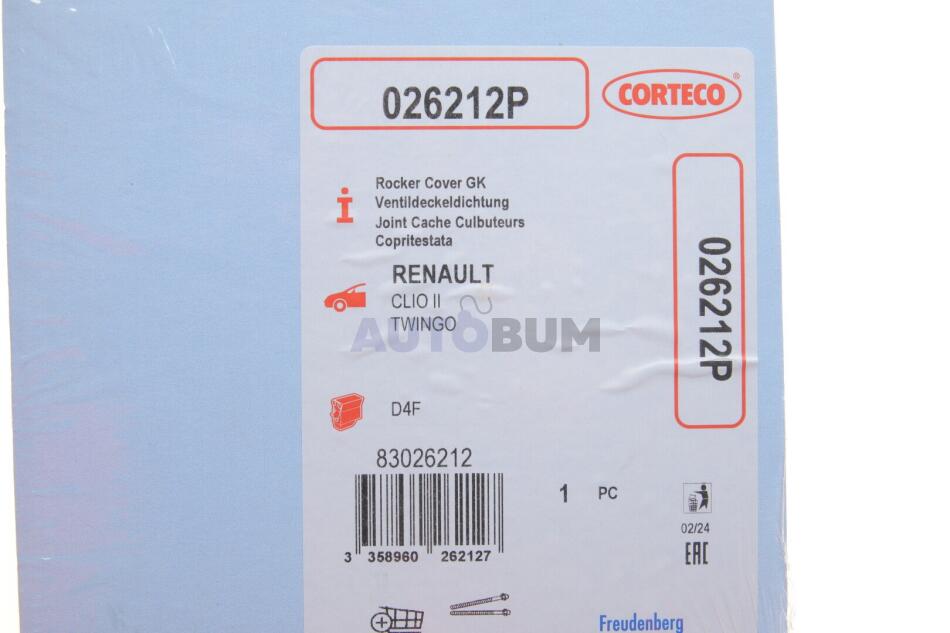 026212P
CORTECO®
Rocker Cover GK
Ventildeckeldichtung
Joint Cache Culbuteurs
Copritestata
026212P
RENAULT
CLIO II
TWINGO
AUTOBUM
D4F
83026212
1 PC
02/24
3 358960 262127
EAC
Freudenberg